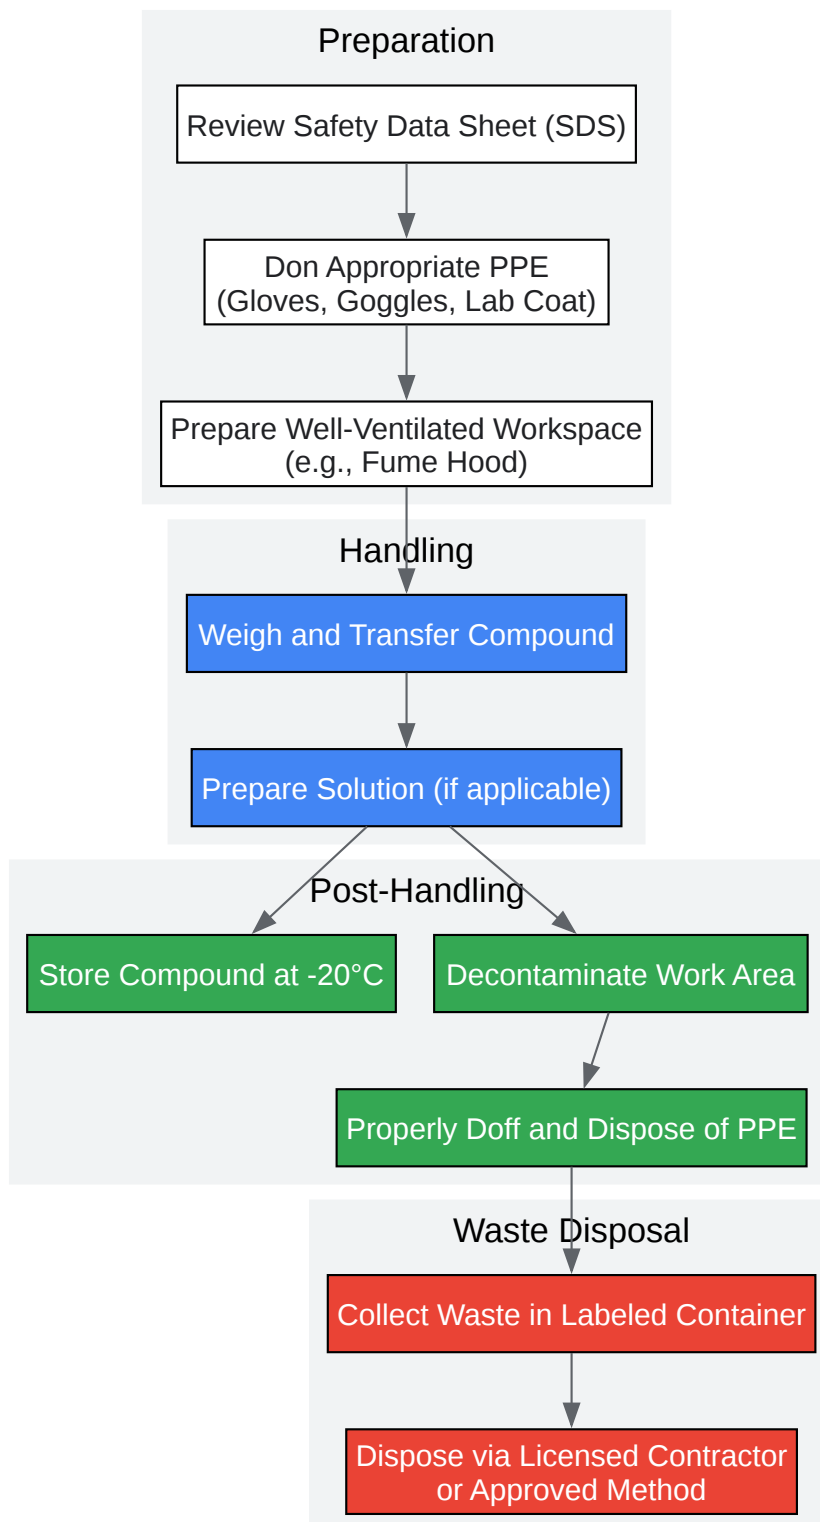 Preparation
Review Safety Data Sheet (SDS)
Don Appropriate PPE
(Gloves, Goggles, Lab Coat)
Prepare Well-Ventilated Workspace
(e.g., Fume Hood)
Handling
Weigh and Transfer Compound
Prepare Solution (if applicable)
Post-Handling
Store Compound at -20°C
Decontaminate Work Area
Properly Doff and Dispose of PPE
Waste Disposal
Collect Waste in Labeled Container
Dispose via Licensed Contractor
or Approved Method